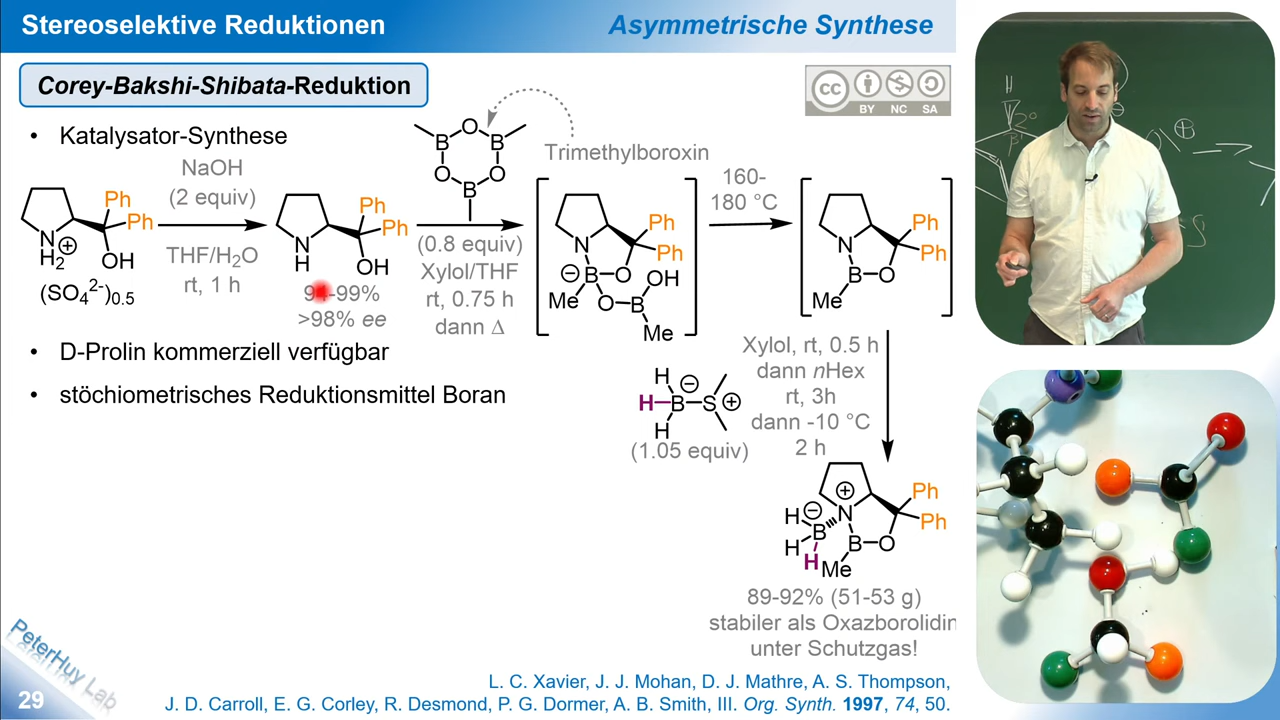 Stereoselektive Reduktionen
Asymmetrische Synthese
Corey-Bakshi-Shibata-Reduktion
cc BY NC SA
• Katalysator-Synthese
NaOH
(2 equiv)
THF/H₂O
rt, 1 h
N
H₂
⊕
Ph
Ph
OH
(SO₄²⁻)₀.₅
N
H
Ph
Ph
OH
-99%
>98% ee
O
B
B
O
O
B
Trimethylboroxin
(0.8 equiv)
Xylol/THF
rt, 0.75 h
dann Δ
Ph
Ph
N
⊖
B
O
OH
Me
O
B
Me
160-
180 °C
Ph
Ph
N
B
O
Me
• D-Prolin kommerziell verfügbar
• stöchiometrisches Reduktionsmittel Boran
H
⊖
H
B
S
⊕
H
(1.05 equiv)
Xylol, rt, 0.5 h
dann nHex
rt, 3h
dann -10 °C
2 h
⊕
Ph
Ph
H
⊖
N
B
H
H
B
O
Me
89-92% (51-53 g)
stabiler als Oxazborolidin
unter Schutzgas!
PeterHuy Lab
29
L. C. Xavier, J. J. Mohan, D. J. Mathre, A. S. Thompson,
J. D. Carroll, E. G. Corley, R. Desmond, P. G. Dormer, A. B. Smith, III. Org. Synth. 1997, 74, 50.